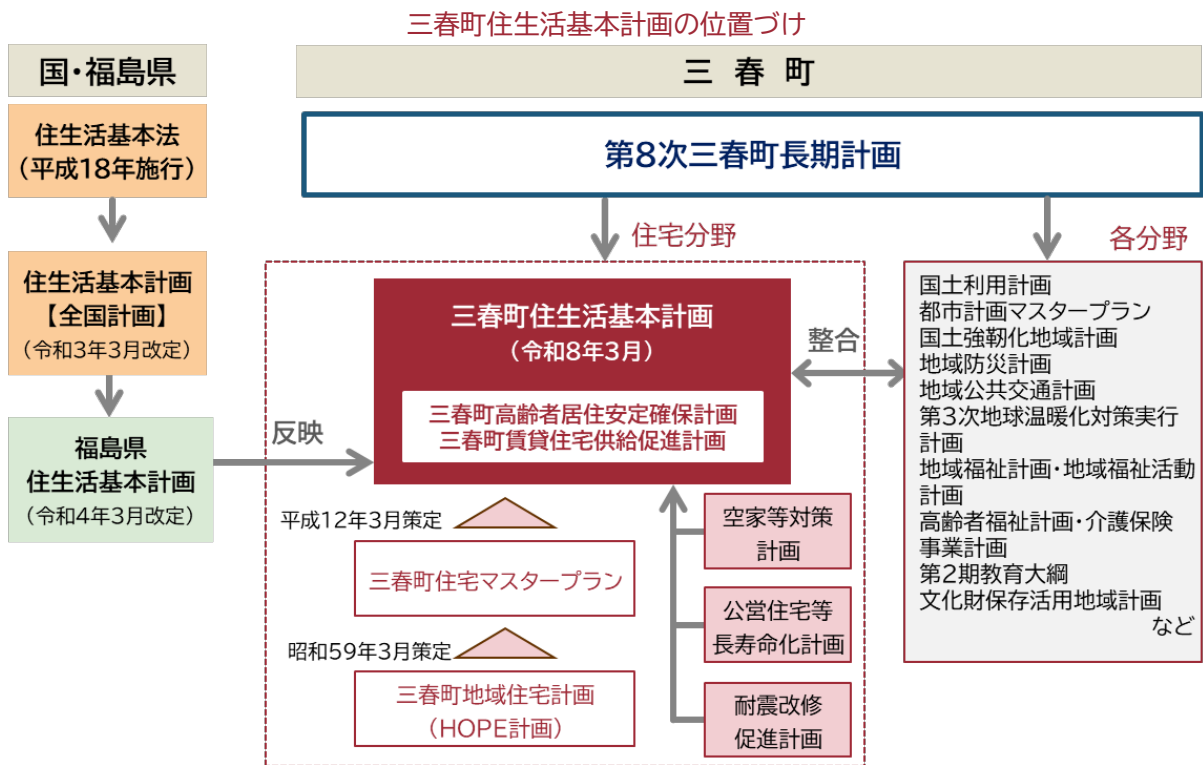 三春町住生活基本計画の位置づけ
国・福島県
住生活基本法
（平成18年施行）
住生活基本計画
【全国計画】
（令和3年3月改定）
福島県
住生活基本計画
（令和4年3月改定）
反映
三春町
第8次三春町長期計画
住宅分野
各分野
三春町住生活基本計画
（令和8年3月）
三春町高齢者居住安定確保計画
三春町賃貸住宅供給促進計画
整合
平成12年3月策定
三春町住宅マスタープラン
昭和59年3月策定
三春町地域住宅計画
（HOPE計画）
空家等対策
計画
公営住宅等
長寿命化計画
耐震改修
促進計画
国土利用計画
都市計画マスタープラン
国土強靭化地域計画
地域防災計画
地域公共交通計画
第3次地球温暖化対策実行
計画
地域福祉計画・地域福祉活動
計画
高齢者福祉計画・介護保険
事業計画
第2期教育大綱
文化財保存活用地域計画
など